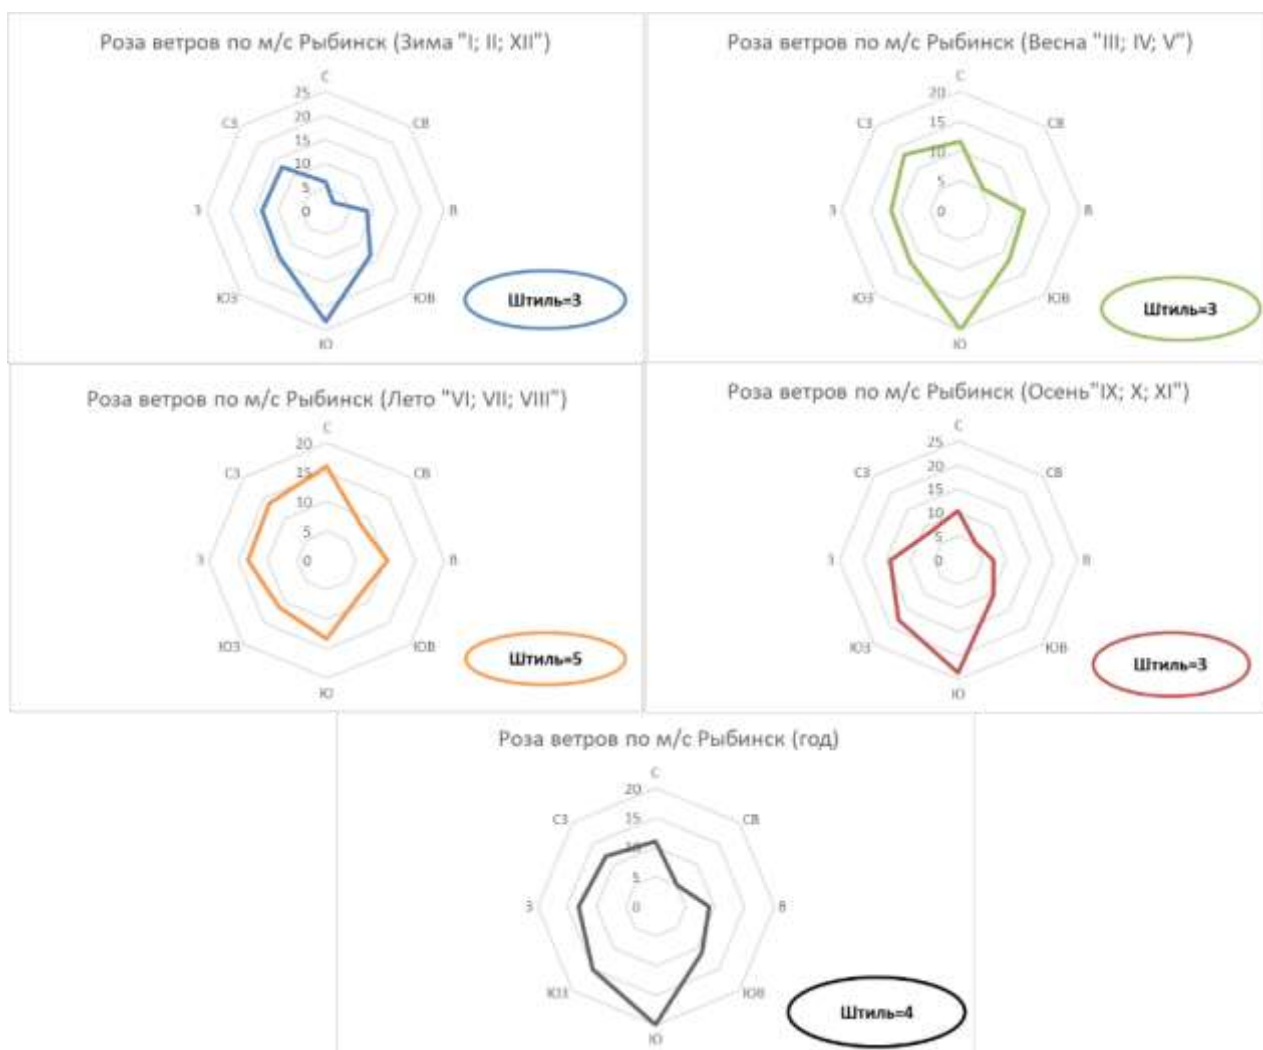 Роза ветров по м/с Рыбинск (Зима "I; II; XII")
С
25
СЗ
20
СВ
15
10
5
З
0
В
ЮЗ
ЮВ
Ю
Штиль=3
Роза ветров по м/с Рыбинск (Весна "III; IV; V")
С
20
СЗ
СВ
15
10
5
З
0
В
ЮЗ
ЮВ
Ю
Штиль=3
Роза ветров по м/с Рыбинск (Лето "VI; VII; VIII")
С
20
СЗ
СВ
15
10
5
З
0
В
ЮЗ
ЮВ
Ю
Штиль=5
Роза ветров по м/с Рыбинск (Осень"IX; X; XI")
С
25
СЗ
20
СВ
15
10
5
З
0
В
ЮЗ
ЮВ
Ю
Штиль=3
Роза ветров по м/с Рыбинск (год)
С
20
СЗ
СВ
15
10
5
З
0
В
ЮЗ
ЮВ
Ю
Штиль=4